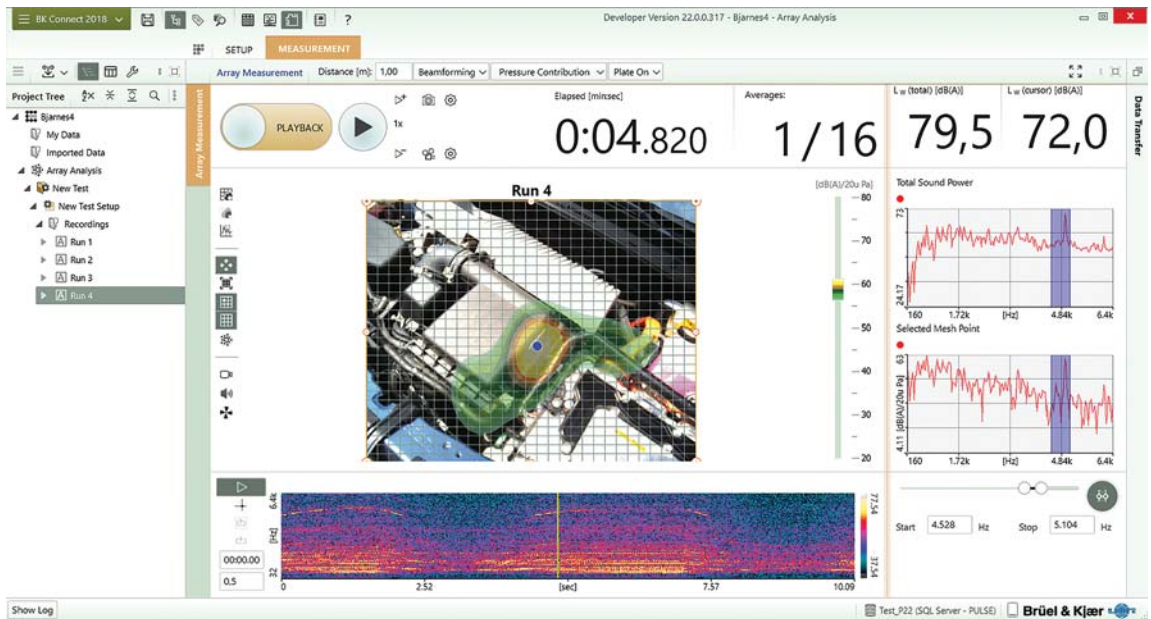 BK Connect 2018
?
Developer Version 22.0.0.317 - Bjarnes4 - Array Analysis
SETUP
MEASUREMENT
Array Measurement
Distance [m]: 1,00
Beamforming
Pressure Contribution
Plate On
Project Tree
Bjarnes4
My Data
Imported Data
Array Analysis
New Test
New Test Setup
Recordings
Run 1
Run 2
Run 3
Run 4
Array Measurement
PLAYBACK
1x
Elapsed [min:sec]
0:04.820
Averages:
1/16
Lw (total) [dB(A)]
79,5
Lw (cursor) [dB(A)]
72,0
Data Transfer
Run 4
[dB(A)/20u Pa]
80
70
60
50
40
30
20
Total Sound Power
73
24.17
160 1.72k [Hz] 4.84k 6.4k
Selected Mesh Point
63
[dB(A)/20u Pa]
4.11
160 1.72k [Hz] 4.84k 6.4k
Start 4.528 Hz Stop 5.104 Hz
00:00.00
0,5
6.4k
[Hz]
32
0 2.52 [sec] 7.57 10.09
77.54
37.54
Show Log
Test_P22 (SQL Server - PULSE)
Brüel & Kjær